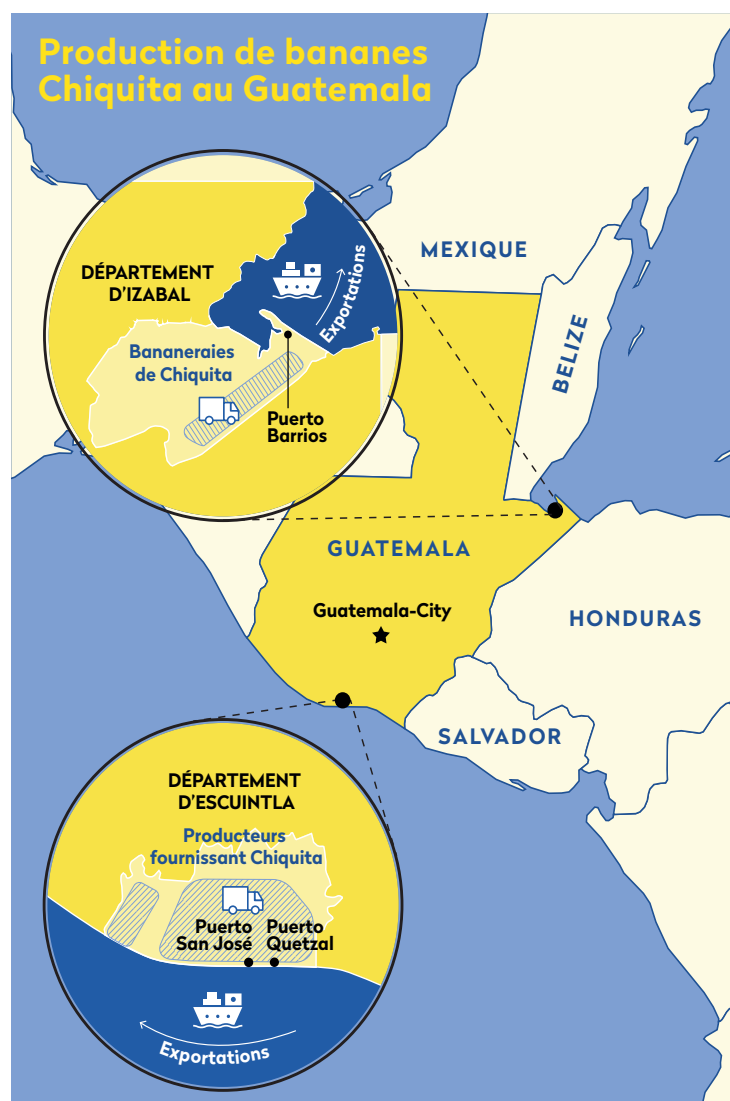 Production de bananes
Chiquita au Guatemala
MEXIQUE
DÉPARTEMENT
D'IZABAL
Exportations
BELIZE
Bananeraies
de Chiquita
Puerto
Barrios
GUATEMALA
Guatemala-City
HONDURAS
SALVADOR
DÉPARTEMENT
D'ESCUINTLA
Producteurs
fournissant Chiquita
Puerto
San José
Puerto
Quetzal
Exportations